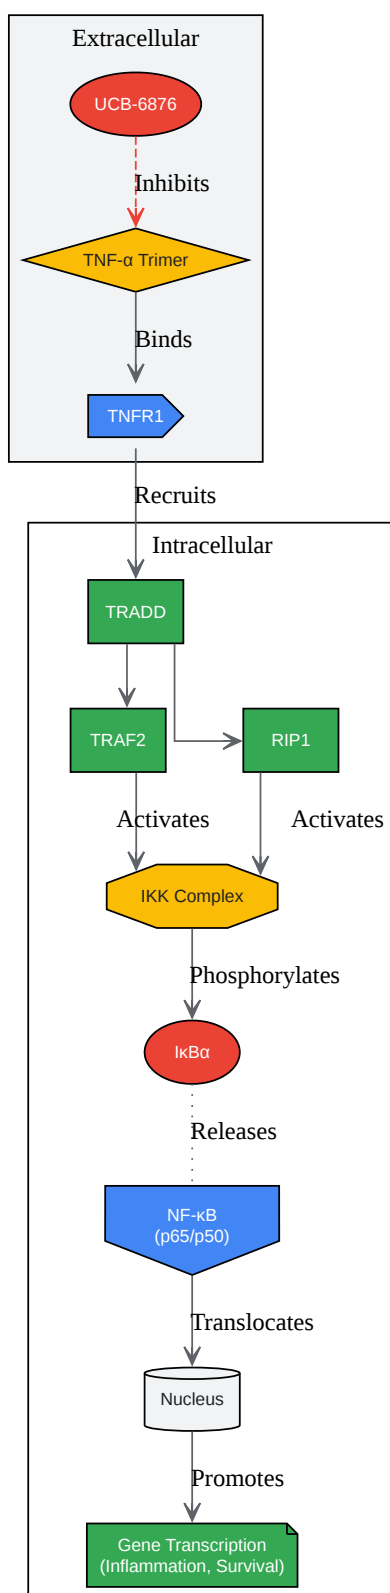 Extracellular
UCB-6876
Inhibits
TNF-α Trimer
Binds
TNFR1
Recruits
Intracellular
TRADD
TRAF2
RIP1
Activates
Activates
IKK Complex
Phosphorylates
IκBα
Releases
NF-κB
(p65/p50)
Translocates
Nucleus
Promotes
Gene Transcription
(Inflammation, Survival)